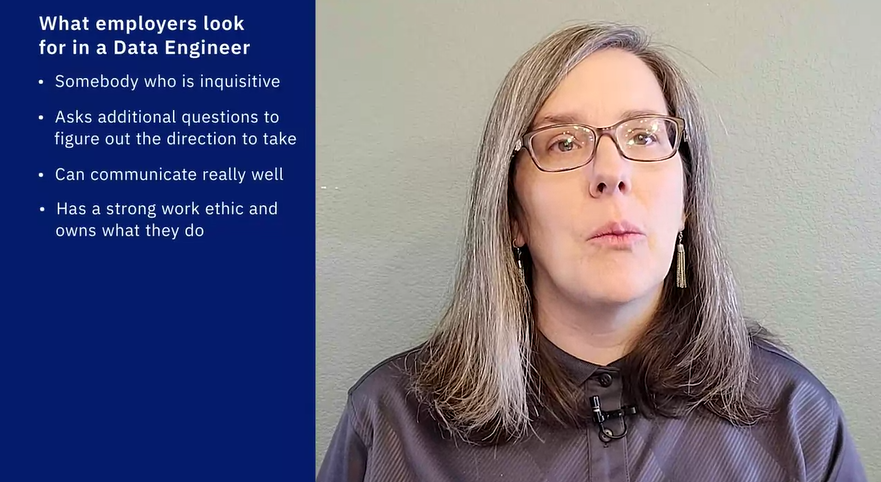 What employers look
for in a Data Engineer
• Somebody who is inquisitive
• Asks additional questions to
figure out the direction to take
• Can communicate really well
• Has a strong work ethic and
owns what they do